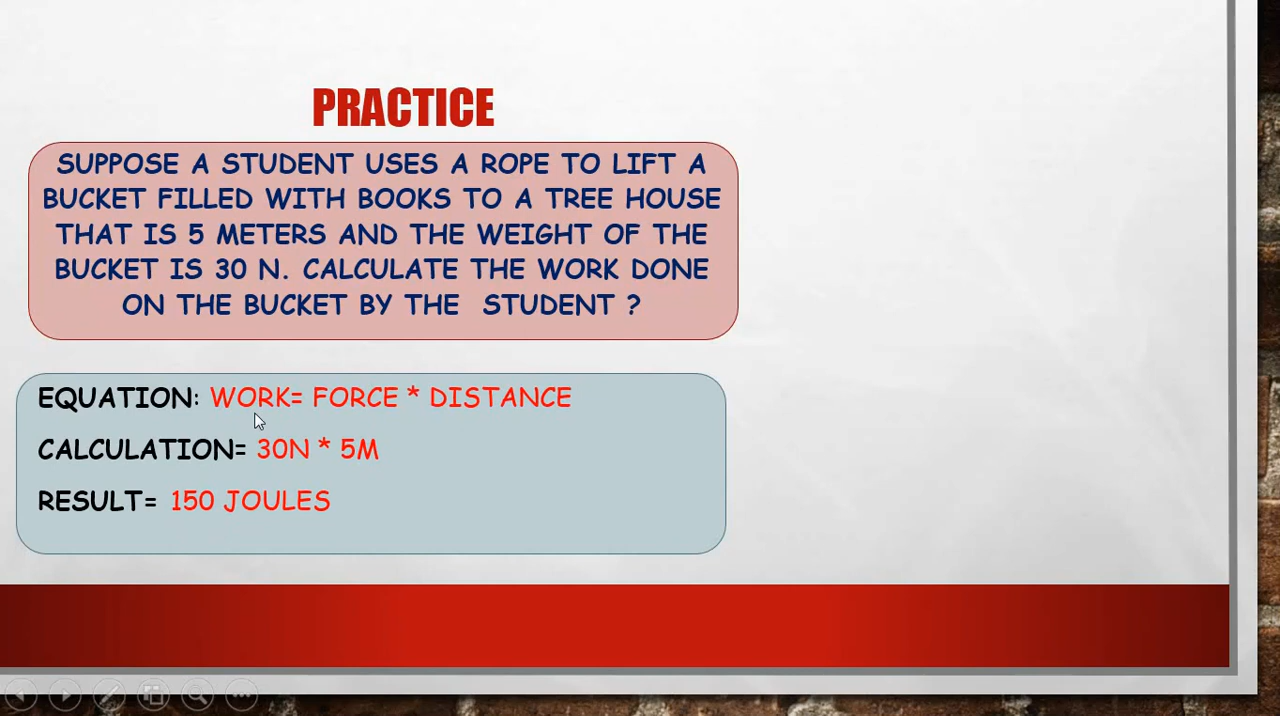 PRACTICE
SUPPOSE A STUDENT USES A ROPE TO LIFT A
BUCKET FILLED WITH BOOKS TO A TREE HOUSE
THAT IS 5 METERS AND THE WEIGHT OF THE
BUCKET IS 30 N. CALCULATE THE WORK DONE
ON THE BUCKET BY THE STUDENT ?
EQUATION: WORK= FORCE * DISTANCE
CALCULATION= 30N * 5M
RESULT= 150 JOULES